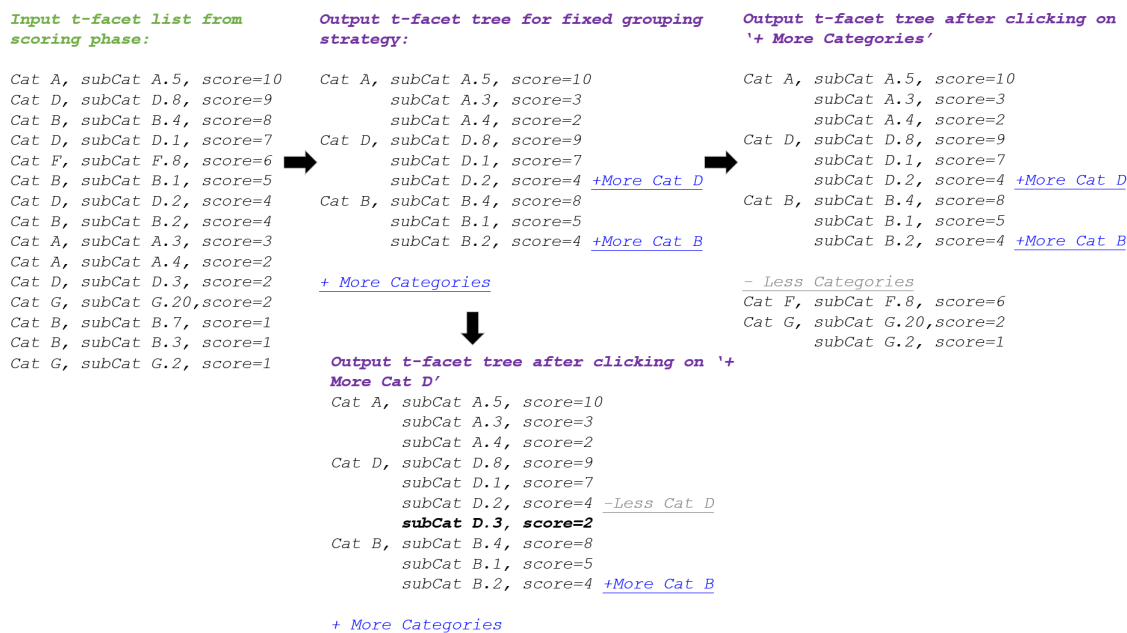 Input t-facet list from
scoring phase:
Cat A, subCat A.5, score=10
Cat D, subCat D.8, score=9
Cat B, subCat B.4, score=8
Cat D, subCat D.1, score=7
Cat F, subCat F.8, score=6
Cat B, subCat B.1, score=5
Cat D, subCat D.2, score=4
Cat B, subCat B.2, score=4
Cat A, subCat A.3, score=3
Cat A, subCat A.4, score=2
Cat D, subCat D.3, score=2
Cat G, subCat G.20,score=2
Cat B, subCat B.7, score=1
Cat B, subCat B.3, score=1
Cat G, subCat G.2, score=1
Output t-facet tree for fixed grouping
strategy:
Cat A, subCat A.5, score=10
subCat A.3, score=3
subCat A.4, score=2
Cat D, subCat D.8, score=9
subCat D.1, score=7
subCat D.2, score=4 +More Cat D
Cat B, subCat B.4, score=8
subCat B.1, score=5
subCat B.2, score=4 +More Cat B
+ More Categories
Output t-facet tree after clicking on
‘+ More Categories’
Cat A, subCat A.5, score=10
subCat A.3, score=3
subCat A.4, score=2
Cat D, subCat D.8, score=9
subCat D.1, score=7
subCat D.2, score=4 +More Cat D
Cat B, subCat B.4, score=8
subCat B.1, score=5
subCat B.2, score=4 +More Cat B
- Less Categories
Cat F, subCat F.8, score=6
Cat G, subCat G.20,score=2
subCat G.2, score=1
Output t-facet tree after clicking on ‘+
More Cat D’
Cat A, subCat A.5, score=10
subCat A.3, score=3
subCat A.4, score=2
Cat D, subCat D.8, score=9
subCat D.1, score=7
subCat D.2, score=4 -Less Cat D
subCat D.3, score=2
Cat B, subCat B.4, score=8
subCat B.1, score=5
subCat B.2, score=4 +More Cat B
+ More Categories